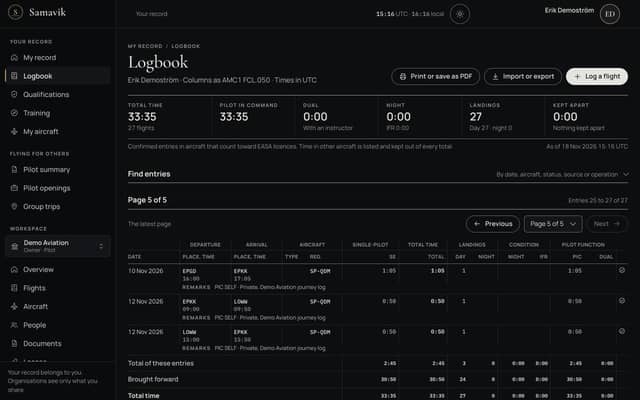 S Samavik
Your record
15:16 UTC · 16:16 local
Erik Demoström
ED
YOUR RECORD
My record
Logbook
Qualifications
Training
My aircraft
FLYING FOR OTHERS
Pilot summary
Pilot openings
Group trips
WORKSPACE
Demo Aviation
Owner · Pilot
Overview
Flights
Aircraft
People
Documents
Your record belongs to you. Organisations see only what you share.
MY RECORD / LOGBOOK
Logbook
Erik Demoström · Columns as AMC1 FCL.050 · Times in UTC
Print or save as PDF
Import or export
+ Log a flight
TOTAL TIME PILOT IN COMMAND DUAL NIGHT LANDINGS KEPT APART
33:35 33:35 0:00 0:00 27 0:00
27 flights With an instructor IFR 0:00 Day 27 · night 0 Nothing kept apart
Confirmed entries in aircraft that count toward EASA licences. Time in other aircraft is listed and kept out of every total.
As of 18 Nov 2026 15:16 UTC
Find entries
By date, aircraft, status, source or operation
Page 5 of 5
Entries 25 to 27 of 27
The latest page
← Previous
Page 5 of 5
Next →
DEPARTURE ARRIVAL AIRCRAFT SINGLE-PILOT TOTAL TIME LANDINGS CONDITION PILOT FUNCTION
DATE PLACE, TIME PLACE, TIME TYPE REG. SE TOTAL DAY NIGHT NIGHT IFR PIC DUAL
10 Nov 2026 EPGD EPKK SP-QDM 1:05 1:05 1 1:05
16:00 17:05
REMARKS PIC SELF · Private, Demo Aviation journey log
12 Nov 2026 EPKK LOWW SP-QDM 0:50 0:50 1 0:50
09:00 09:50
REMARKS PIC SELF · Private, Demo Aviation journey log
12 Nov 2026 LOWW EPKK SP-QDM 0:50 0:50 1 0:50
15:00 15:50
REMARKS PIC SELF · Private, Demo Aviation journey log
Total of these entries 2:45 2:45 3 0 0:00 0:00 2:45 0:00
Brought forward 30:50 30:50 24 0 0:00 0:00 30:50 0:00
Total time 33:35 33:35 27 0 0:00 0:00 33:35 0:00